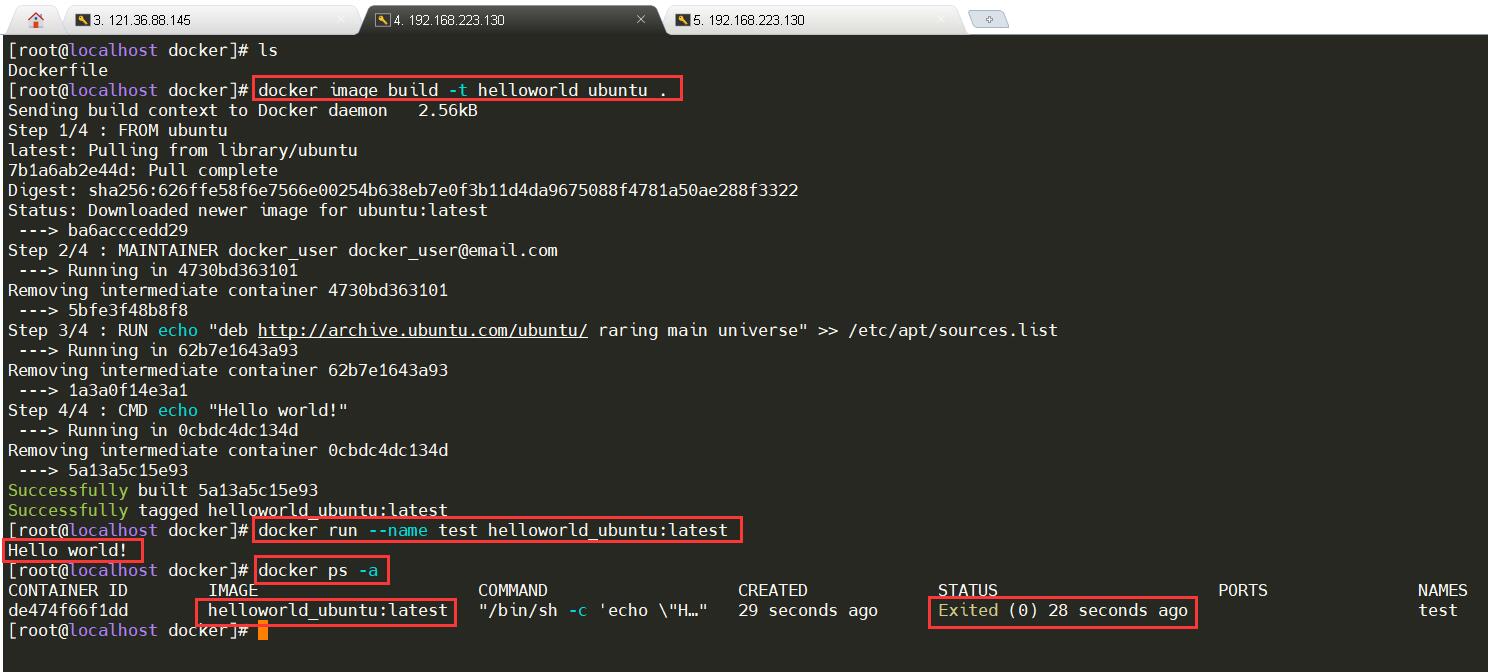 3. 121.36.88.145
4. 192.168.223.130
5. 192.168.223.130
[root@localhost docker]# ls
Dockerfile
[root@localhost docker]# docker image build -t helloworld_ubuntu .
Sending build context to Docker daemon   2.56kB
Step 1/4 : FROM ubuntu
latest: Pulling from library/ubuntu
7b1a6ab2e44d: Pull complete
Digest: sha256:626ffe58f6e7566e00254b638eb7e0f3b11d4da9675088f4781a50ae288f3322
Status: Downloaded newer image for ubuntu:latest
 ---> ba6acccedd29
Step 2/4 : MAINTAINER docker_user docker_user@email.com
 ---> Running in 4730bd363101
Removing intermediate container 4730bd363101
 ---> 5bfe3f48b8f8
Step 3/4 : RUN echo "deb http://archive.ubuntu.com/ubuntu/ raring main universe" >> /etc/apt/sources.list
 ---> Running in 62b7e1643a93
Removing intermediate container 62b7e1643a93
 ---> 1a3a0f14e3a1
Step 4/4 : CMD echo "Hello world!"
 ---> Running in 0cbdc4dc134d
Removing intermediate container 0cbdc4dc134d
 ---> 5a13a5c15e93
Successfully built 5a13a5c15e93
Successfully tagged helloworld_ubuntu:latest
[root@localhost docker]# docker run --name test helloworld_ubuntu:latest
Hello world!
[root@localhost docker]# docker ps -a
CONTAINER ID        IMAGE                      COMMAND                   CREATED             STATUS                      PORTS               NAMES
de474f66f1dd        helloworld_ubuntu:latest   "/bin/sh -c 'echo \"H…"   29 seconds ago      Exited (0) 28 seconds ago                       test
[root@localhost docker]#